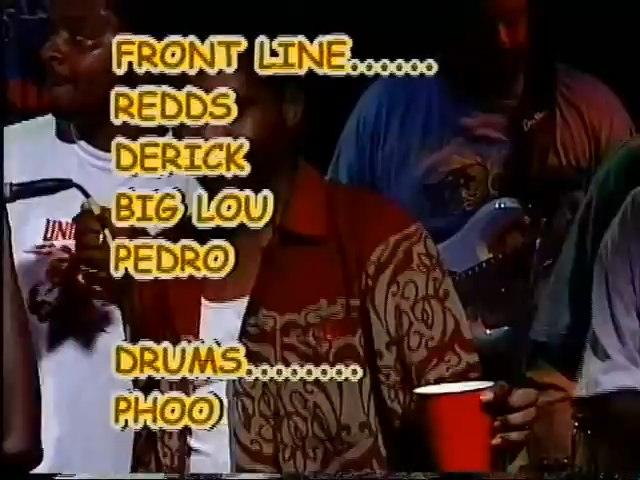 FRONT LINE......
REDDS
DERICK
BIG LOU
PEDRO
DRUMS.........
PHOO